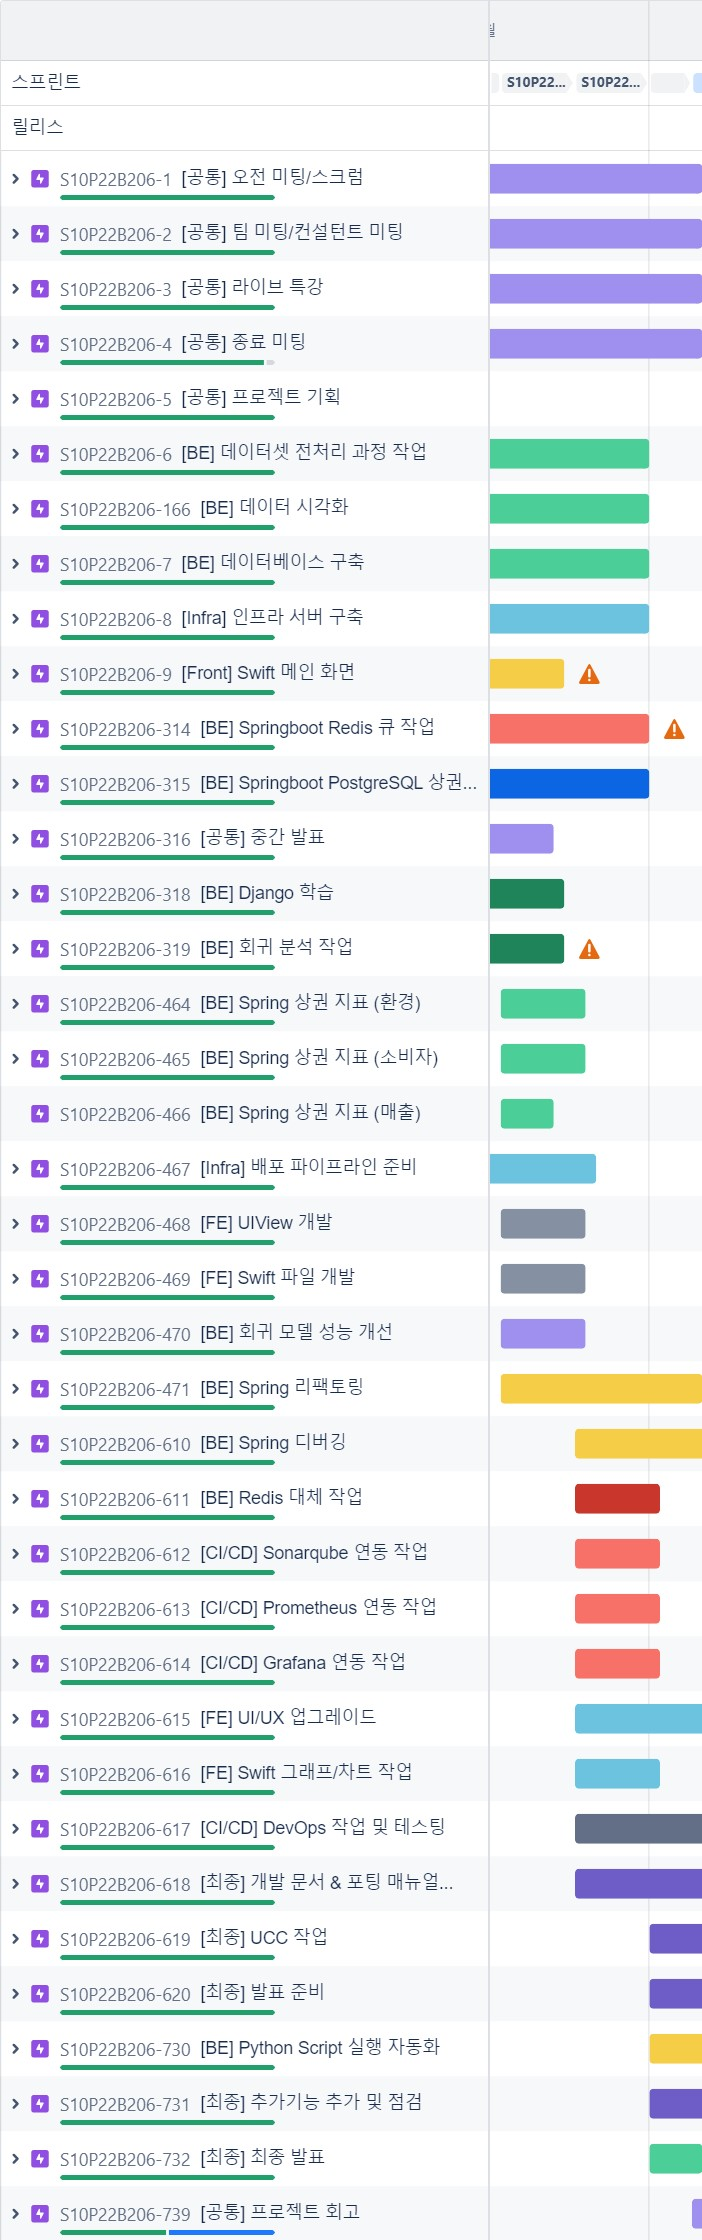 월
스프린트
S10P22...
S10P22...
릴리스
S10P22B206-1 [공통] 오전 미팅/스크럼
S10P22B206-2 [공통] 팀 미팅/컨설턴트 미팅
S10P22B206-3 [공통] 라이브 특강
S10P22B206-4 [공통] 종료 미팅
S10P22B206-5 [공통] 프로젝트 기획
S10P22B206-6 [BE] 데이터셋 전처리 과정 작업
S10P22B206-166 [BE] 데이터 시각화
S10P22B206-7 [BE] 데이터베이스 구축
S10P22B206-8 [Infra] 인프라 서버 구축
S10P22B206-9 [Front] Swift 메인 화면
S10P22B206-314 [BE] Springboot Redis 큐 작업
S10P22B206-315 [BE] Springboot PostgreSQL 상권...
S10P22B206-316 [공통] 중간 발표
S10P22B206-318 [BE] Django 학습
S10P22B206-319 [BE] 회귀 분석 작업
S10P22B206-464 [BE] Spring 상권 지표 (환경)
S10P22B206-465 [BE] Spring 상권 지표 (소비자)
S10P22B206-466 [BE] Spring 상권 지표 (매출)
S10P22B206-467 [Infra] 배포 파이프라인 준비
S10P22B206-468 [FE] UIView 개발
S10P22B206-469 [FE] Swift 파일 개발
S10P22B206-470 [BE] 회귀 모델 성능 개선
S10P22B206-471 [BE] Spring 리팩토링
S10P22B206-610 [BE] Spring 디버깅
S10P22B206-611 [BE] Redis 대체 작업
S10P22B206-612 [CI/CD] Sonarqube 연동 작업
S10P22B206-613 [CI/CD] Prometheus 연동 작업
S10P22B206-614 [CI/CD] Grafana 연동 작업
S10P22B206-615 [FE] UI/UX 업그레이드
S10P22B206-616 [FE] Swift 그래프/차트 작업
S10P22B206-617 [CI/CD] DevOps 작업 및 테스팅
S10P22B206-618 [최종] 개발 문서 & 포팅 매뉴얼...
S10P22B206-619 [최종] UCC 작업
S10P22B206-620 [최종] 발표 준비
S10P22B206-730 [BE] Python Script 실행 자동화
S10P22B206-731 [최종] 추가기능 추가 및 점검
S10P22B206-732 [최종] 최종 발표
S10P22B206-739 [공통] 프로젝트 회고